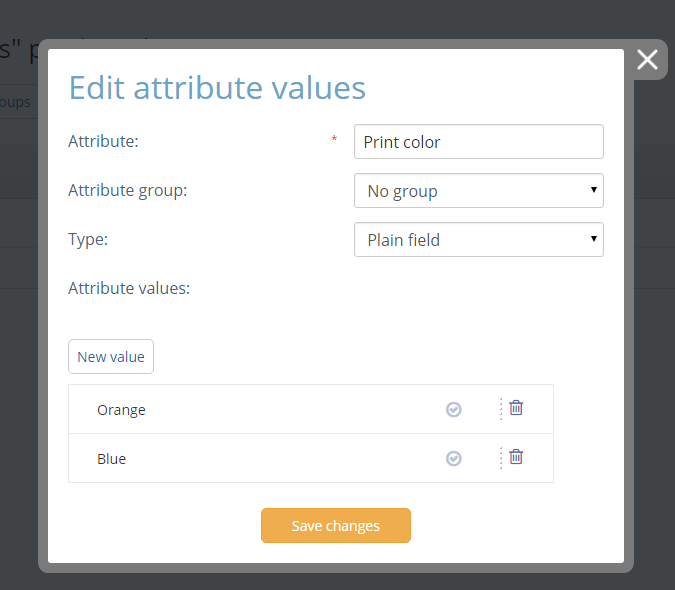 Edit attribute values
Attribute: * Print color
Attribute group: No group
Type: Plain field
Attribute values:
New value
Orange
Blue
Save changes